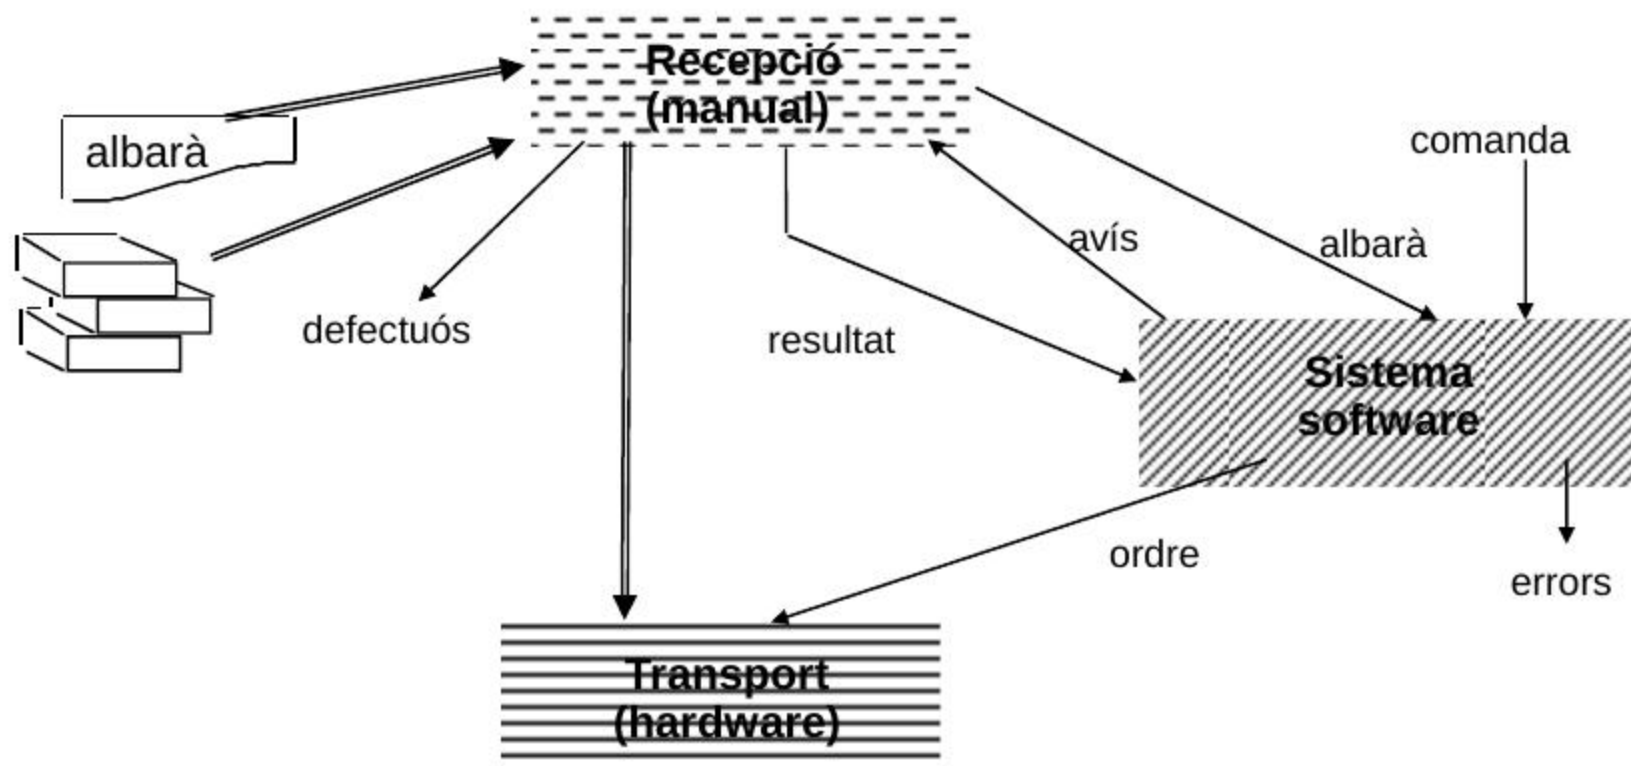 Recepció
(manual)
albarà
comanda
avís
albarà
defectuós
resultat
Sistema
software
ordre
errors
Transport
(hardware)